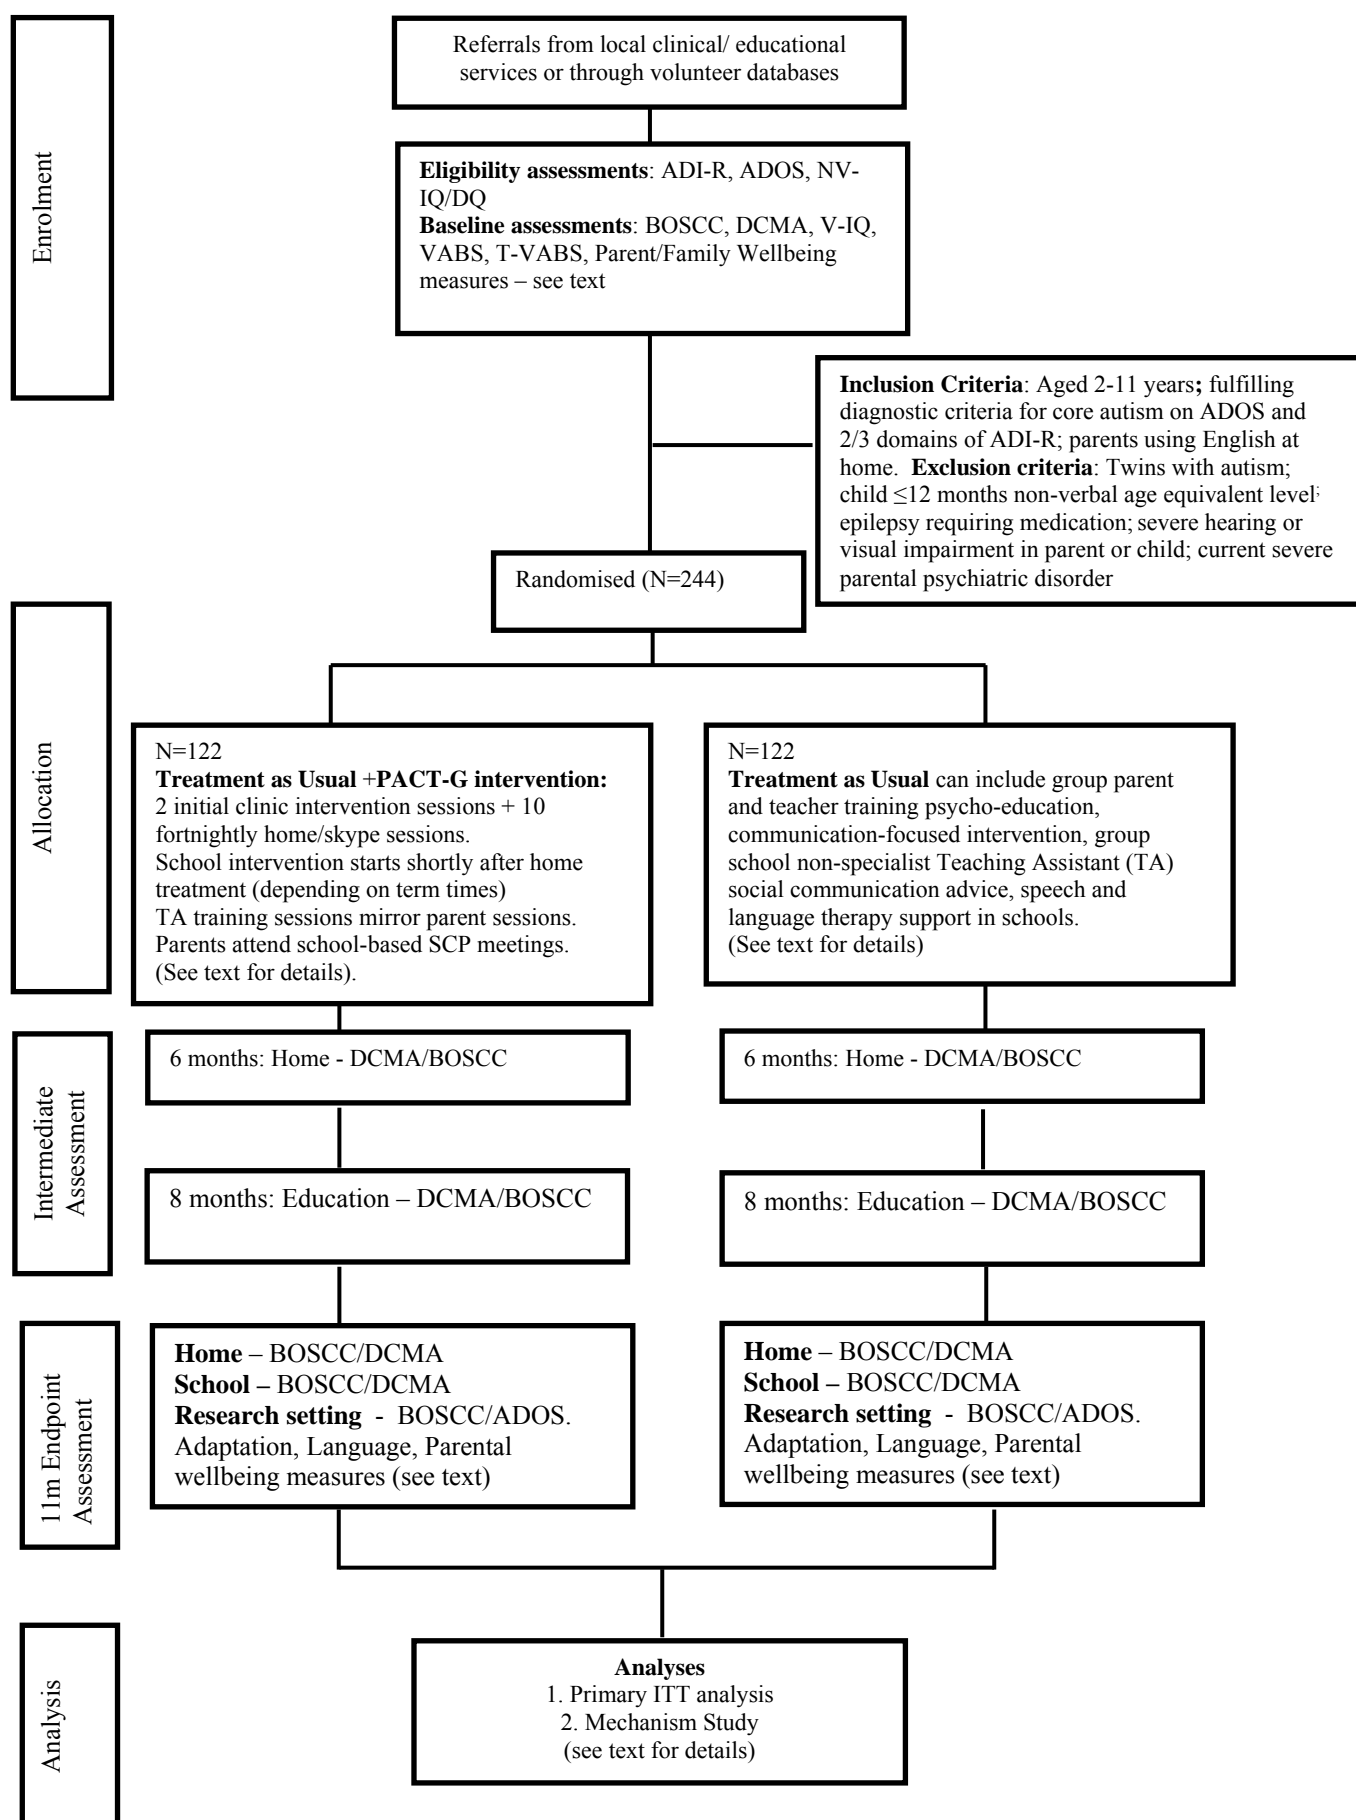 Enrolment
Referrals from local clinical/ educational
services or through volunteer databases
Eligibility assessments: ADI-R, ADOS, NV-
IQ/DQ
Baseline assessments: BOSCC, DCMA, V-IQ,
VABS, T-VABS, Parent/Family Wellbeing
measures – see text
Inclusion Criteria: Aged 2-11 years; fulfilling
diagnostic criteria for core autism on ADOS and
2/3 domains of ADI-R; parents using English at
home. Exclusion criteria: Twins with autism;
child ≤12 months non-verbal age equivalent level;
epilepsy requiring medication; severe hearing or
visual impairment in parent or child; current severe
parental psychiatric disorder
Randomised (N=244)
Allocation
N=122
Treatment as Usual +PACT-G intervention:
2 initial clinic intervention sessions + 10
fortnightly home/skype sessions.
School intervention starts shortly after home
treatment (depending on term times)
TA training sessions mirror parent sessions.
Parents attend school-based SCP meetings.
(See text for details).
N=122
Treatment as Usual can include group parent
and teacher training psycho-education,
communication-focused intervention, group
school non-specialist Teaching Assistant (TA)
social communication advice, speech and
language therapy support in schools.
(See text for details)
Intermediate
Assessment
6 months: Home - DCMA/BOSCC
6 months: Home - DCMA/BOSCC
8 months: Education – DCMA/BOSCC
8 months: Education – DCMA/BOSCC
11m Endpoint
Assessment
Home – BOSCC/DCMA
School – BOSCC/DCMA
Research setting - BOSCC/ADOS.
Adaptation, Language, Parental
wellbeing measures (see text)
Home – BOSCC/DCMA
School – BOSCC/DCMA
Research setting - BOSCC/ADOS.
Adaptation, Language, Parental
wellbeing measures (see text)
Analysis
Analyses
1. Primary ITT analysis
2. Mechanism Study
(see text for details)